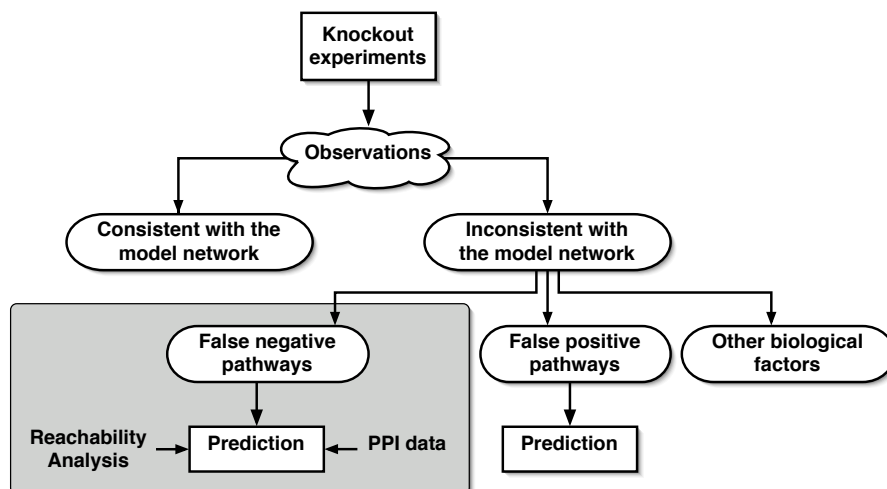 Knockout
experiments
Observations
Consistent with the
model network
Inconsistent with
the model network
False negative
pathways
False positive
pathways
Other biological
factors
Reachability
Analysis
Prediction
PPI data
Prediction